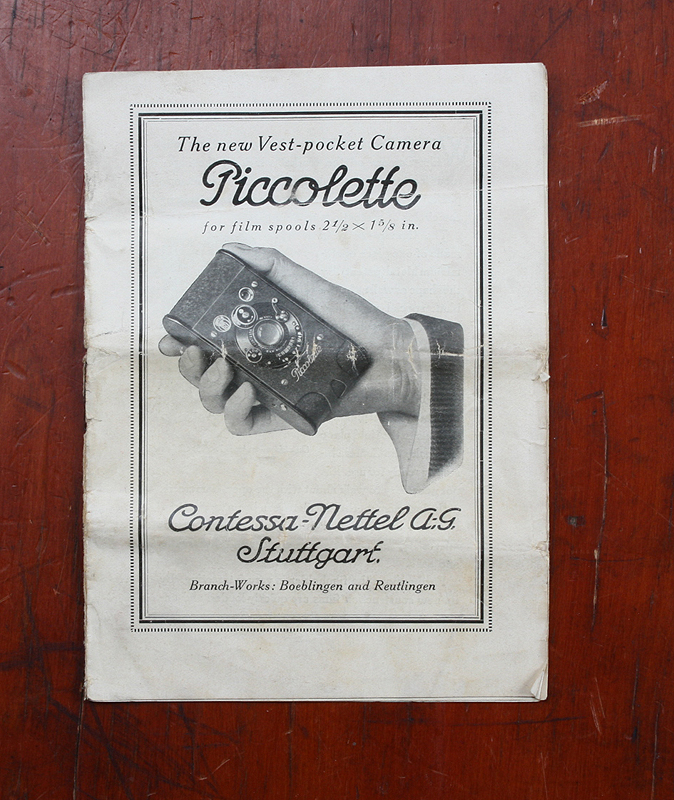 The new Vest-pocket Camera
Piccolette
for film spools 2½ × 1⅝ in.
Piccolette
Contessa-Nettel A.-G.
Stuttgart.
Branch-Works: Boeblingen and Reutlingen